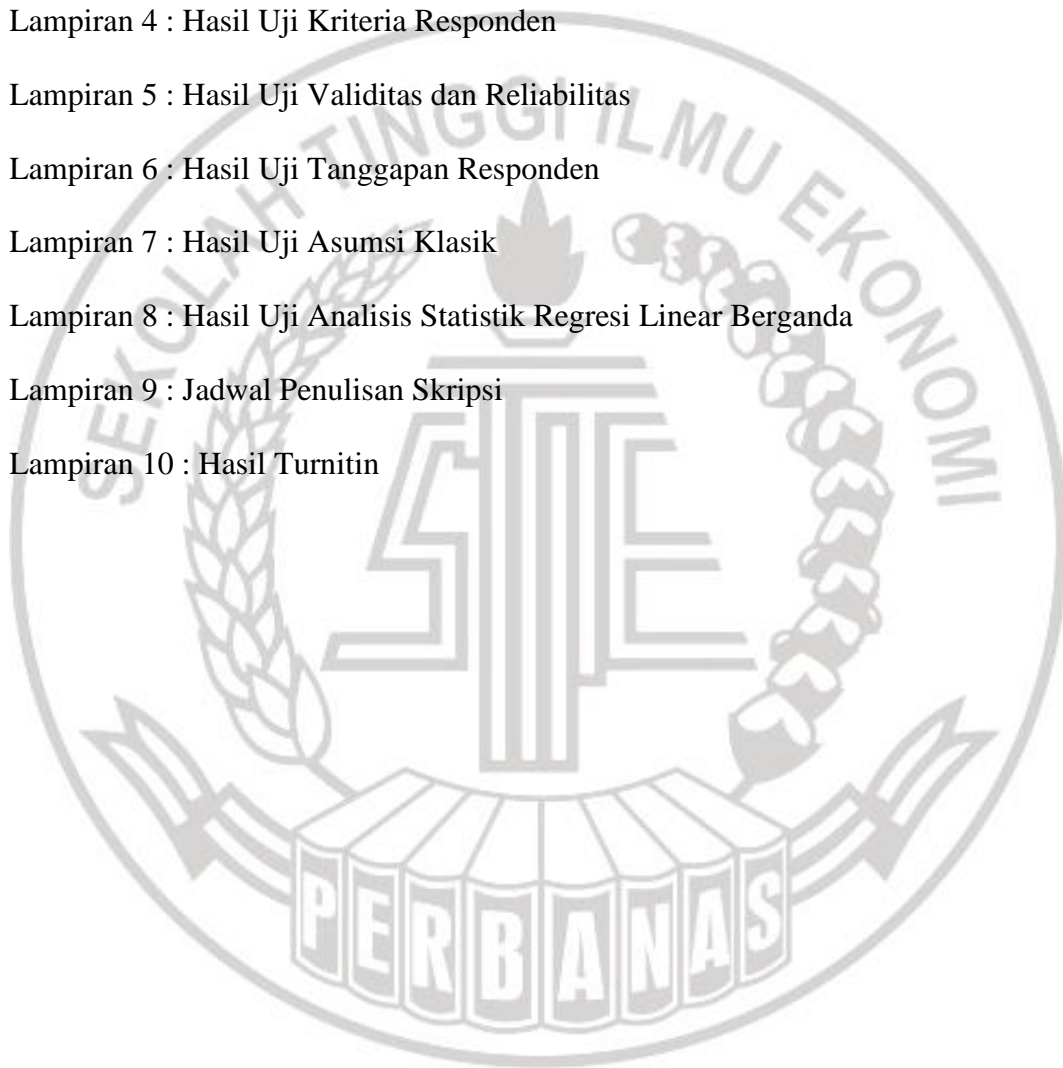 Lampiran 4 : Hasil Uji Kriteria Responden
Lampiran 5 : Hasil Uji Validitas dan Reliabilitas
Lampiran 6 : Hasil Uji Tanggapan Responden
Lampiran 7 : Hasil Uji Asumsi Klasik
Lampiran 8 : Hasil Uji Analisis Statistik Regresi Linear Berganda
Lampiran 9 : Jadwal Penulisan Skripsi
Lampiran 10 : Hasil Turnitin
SEKOLAH TINGGI ILMU EKONOMI
STIE
PERBANAS